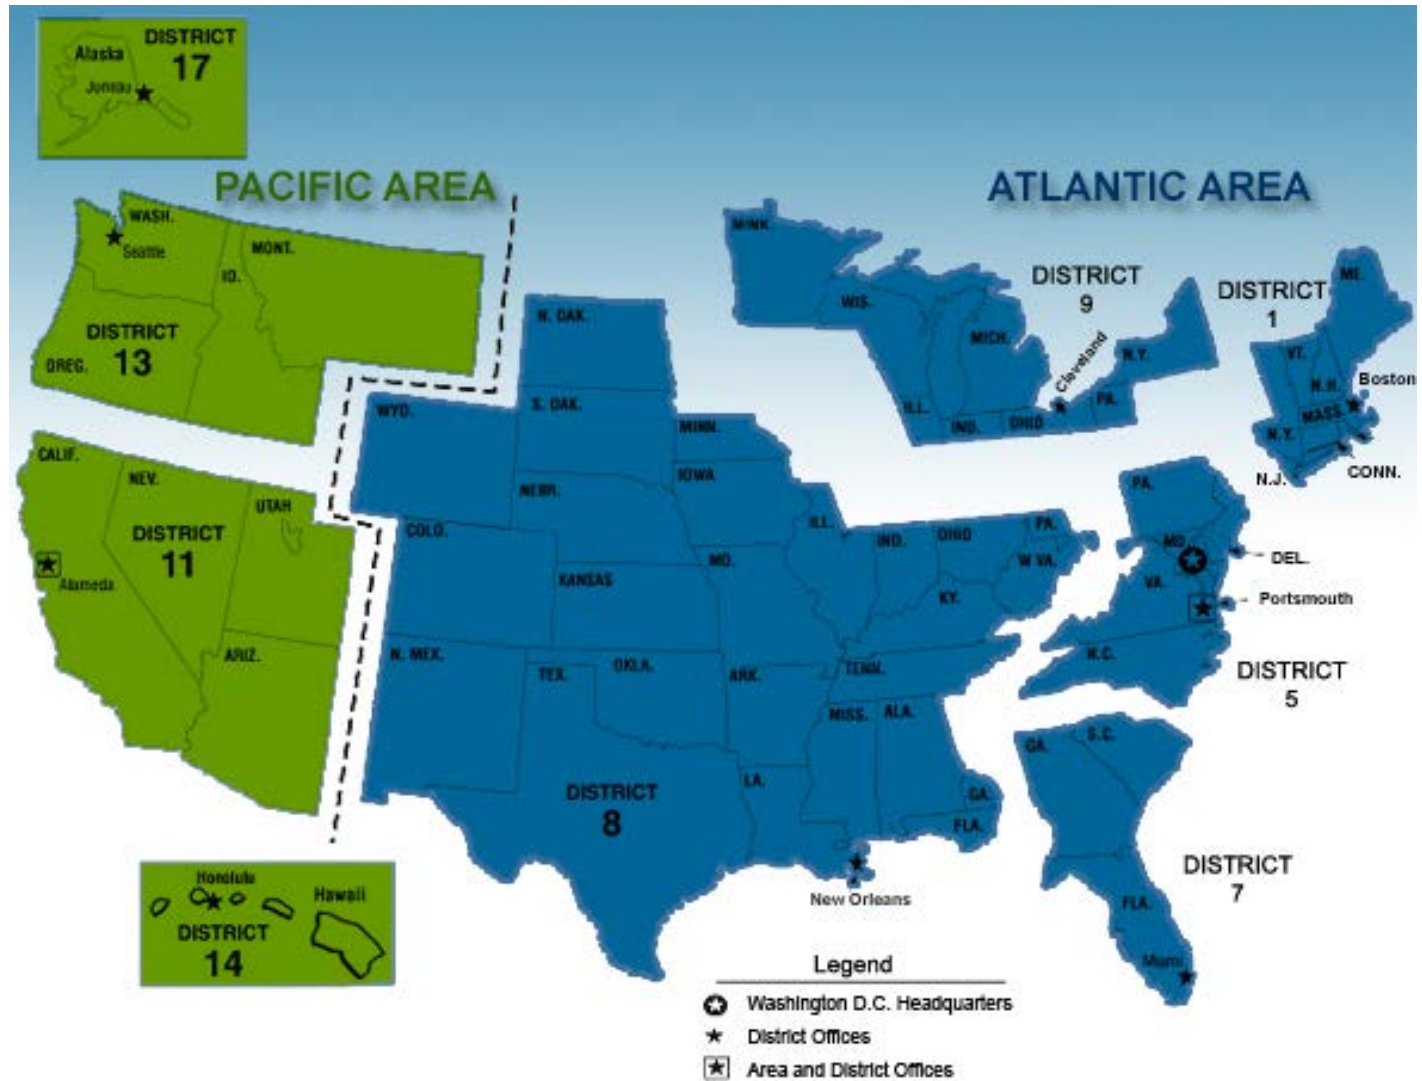 DISTRICT
17
Alaska
Juneau
PACIFIC AREA
ATLANTIC AREA
WASH.
Seattle
MONT.
ID.
DISTRICT
13
OREG.
CALIF.
NEV.
UTAH
DISTRICT
11
Alameda
ARIZ.
Honolulu
Hawaii
DISTRICT
14
N. DAK.
WYO.
S. DAK.
MINN.
NEBR.
IOWA
COLO.
ILL.
IND.
OHIO
PA.
W VA.
KANSAS
MO.
KY.
N. MEX.
TEX.
OKLA.
ARK.
TENN.
MISS.
ALA.
LA.
GA.
FLA.
DISTRICT
8
New Orleans
MINN.
WIS.
MICH.
DISTRICT
9
Cleveland
N.Y.
ILL.
IND.
OHIO
PA.
DISTRICT
1
ME.
VT.
N.H.
Boston
MASS.
N.Y.
CONN.
N.J.
PA.
MD.
DEL.
VA.
Portsmouth
N.C.
DISTRICT
5
GA.
S.C.
DISTRICT
7
FLA.
Miami
Legend
Washington D.C. Headquarters
District Offices
Area and District Offices